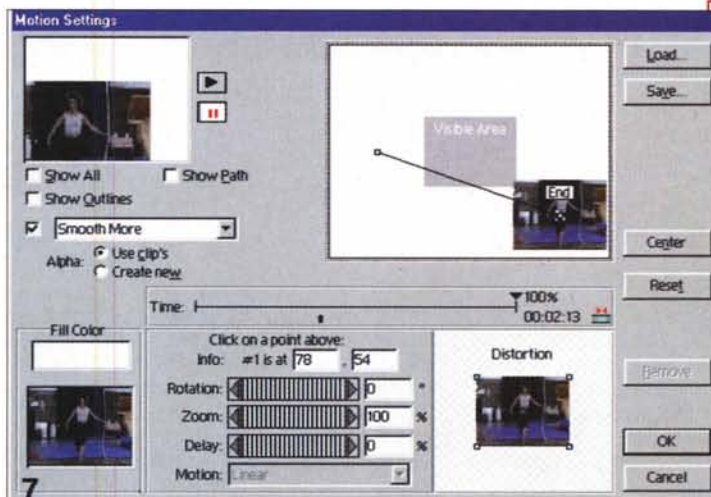 Motion Settings
Load...
Save...
Visible Area
End
Show All
Show Path
Show Outlines
Smooth More
Alpha:
Use clip's
Create new
Center
Reset
Time:
100%
00:02:13
Fill Color
Click on a point above:
Info: #1 is at 78 , 54
Distortion
Rotation: 0 °
Zoom: 100 %
Remove
Delay: 0 %
OK
Motion: Linear
Cancel
7